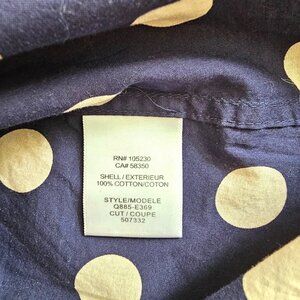 RN# 105230
CA# 58350
SHELL / EXTERIEUR
100% COTTON/COTON
STYLE/MODELE
Q885-E369
CUT / COUPE
507332